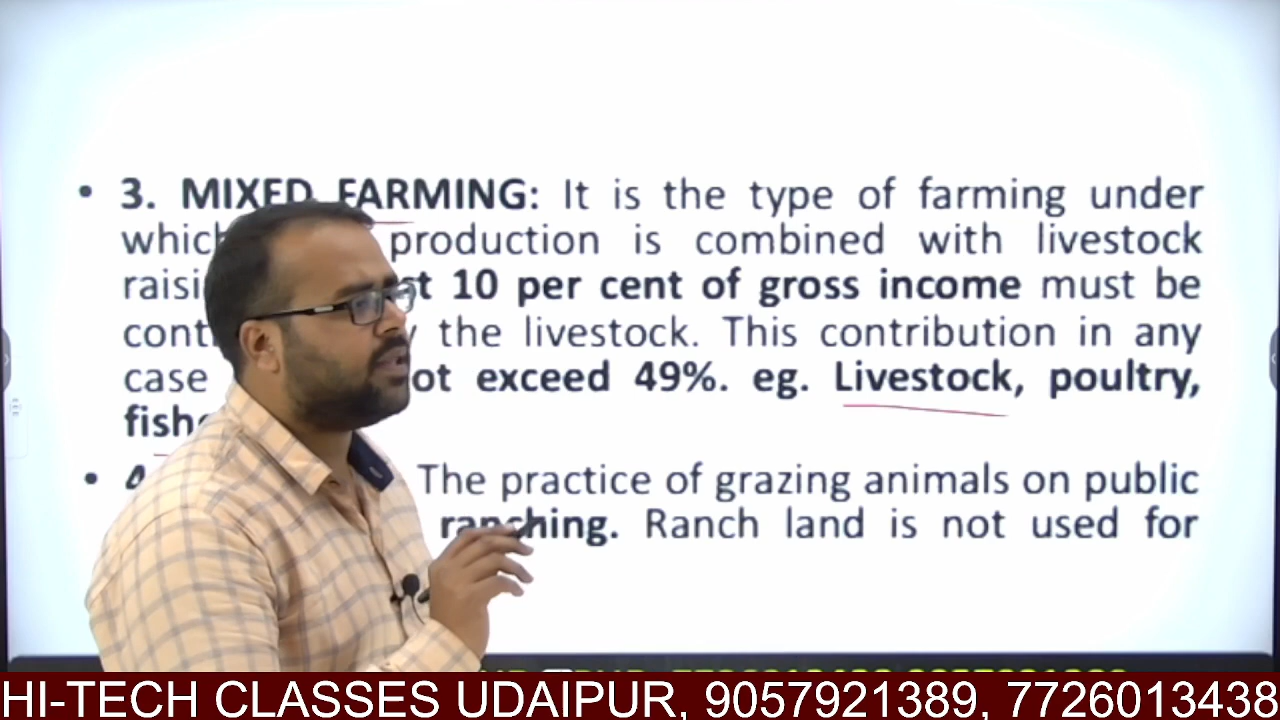 • 3. MIXED FARMING: It is the type of farming under
production is combined with livestock
10 per cent of gross income must be
the livestock. This contribution in any
case exceed 49%. eg. Livestock, poultry,
• The practice of grazing animals on public
ranching. Ranch land is not used for
HI-TECH CLASSES UDAIPUR, 9057921389, 7726013438